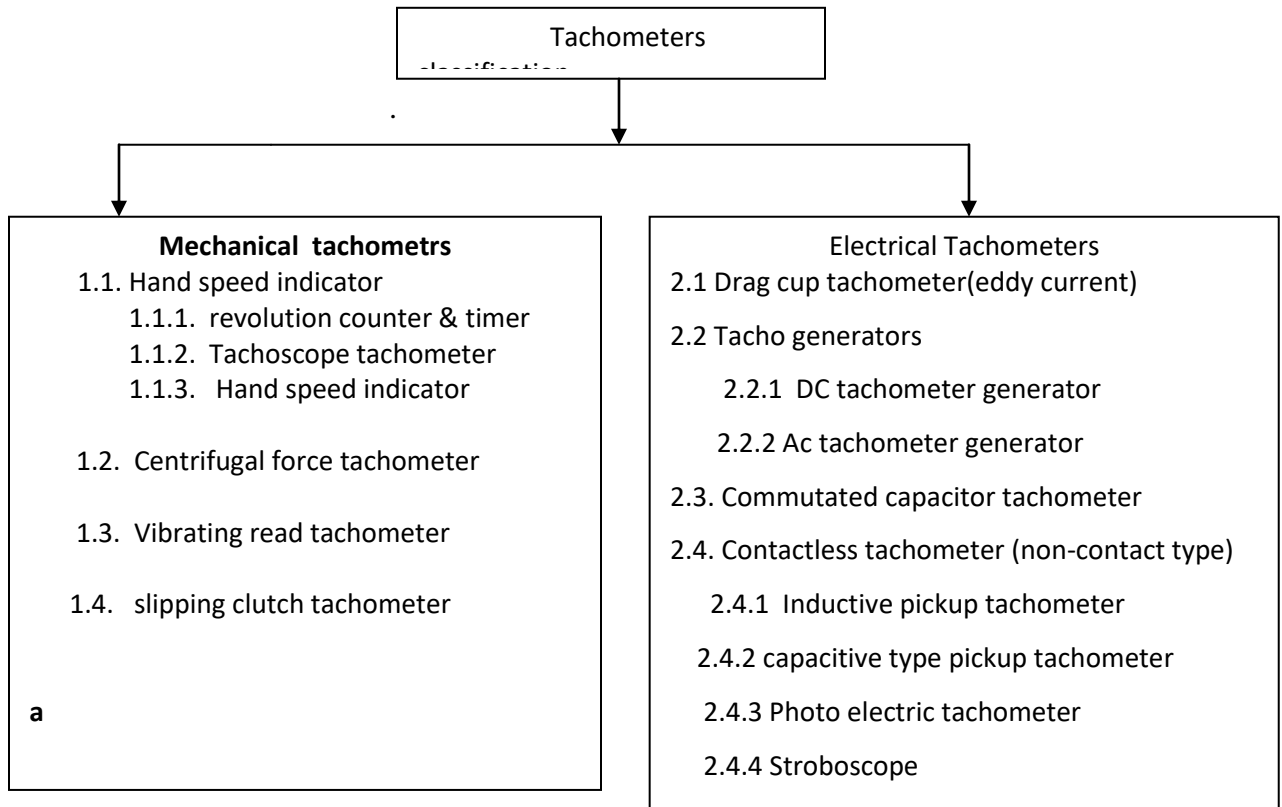 Tachometers
classification
.
Mechanical tachometrs
1.1. Hand speed indicator
1.1.1. revolution counter & timer
1.1.2. Tachoscope tachometer
1.1.3. Hand speed indicator
1.2. Centrifugal force tachometer
1.3. Vibrating read tachometer
1.4. slipping clutch tachometer
a
Electrical Tachometers
2.1 Drag cup tachometer(eddy current)
2.2 Tacho generators
2.2.1 DC tachometer generator
2.2.2 Ac tachometer generator
2.3. Commutated capacitor tachometer
2.4. Contactless tachometer (non-contact type)
2.4.1 Inductive pickup tachometer
2.4.2 capacitive type pickup tachometer
2.4.3 Photo electric tachometer
2.4.4 Stroboscope